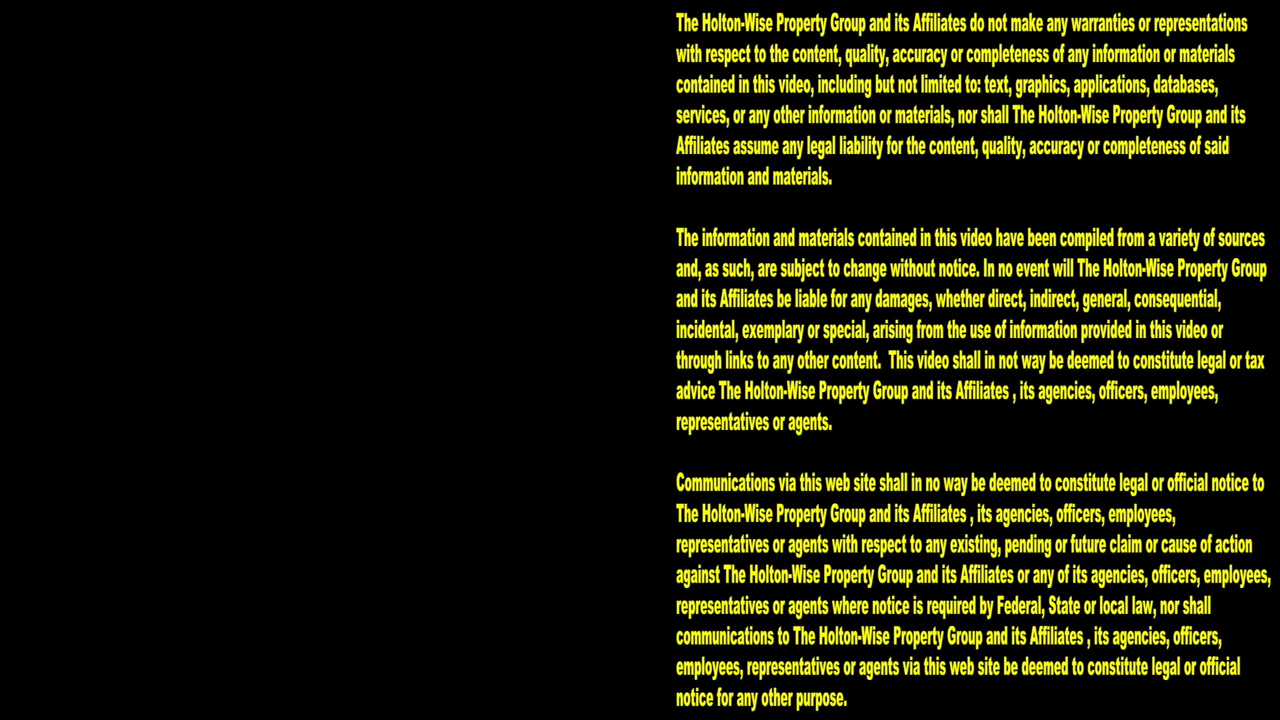 The Holton-Wise Property Group and its Affiliates do not make any warranties or representations
with respect to the content, quality, accuracy or completeness of any information or materials
contained in this video, including but not limited to: text, graphics, applications, databases,
services, or any other information or materials, nor shall The Holton-Wise Property Group and its
Affiliates assume any legal liability for the content, quality, accuracy or completeness of said
information and materials.
The information and materials contained in this video have been compiled from a variety of sources
and, as such, are subject to change without notice. In no event will The Holton-Wise Property Group
and its Affiliates be liable for any damages, whether direct, indirect, general, consequential,
incidental, exemplary or special, arising from the use of information provided in this video or
through links to any other content.  This video shall in not way be deemed to constitute legal or tax
advice The Holton-Wise Property Group and its Affiliates , its agencies, officers, employees,
representatives or agents.
Communications via this web site shall in no way be deemed to constitute legal or official notice to
The Holton-Wise Property Group and its Affiliates , its agencies, officers, employees,
representatives or agents with respect to any existing, pending or future claim or cause of action
against The Holton-Wise Property Group and its Affiliates or any of its agencies, officers, employees,
representatives or agents where notice is required by Federal, State or local law, nor shall
communications to The Holton-Wise Property Group and its Affiliates , its agencies, officers,
employees, representatives or agents via this web site be deemed to constitute legal or official
notice for any other purpose.